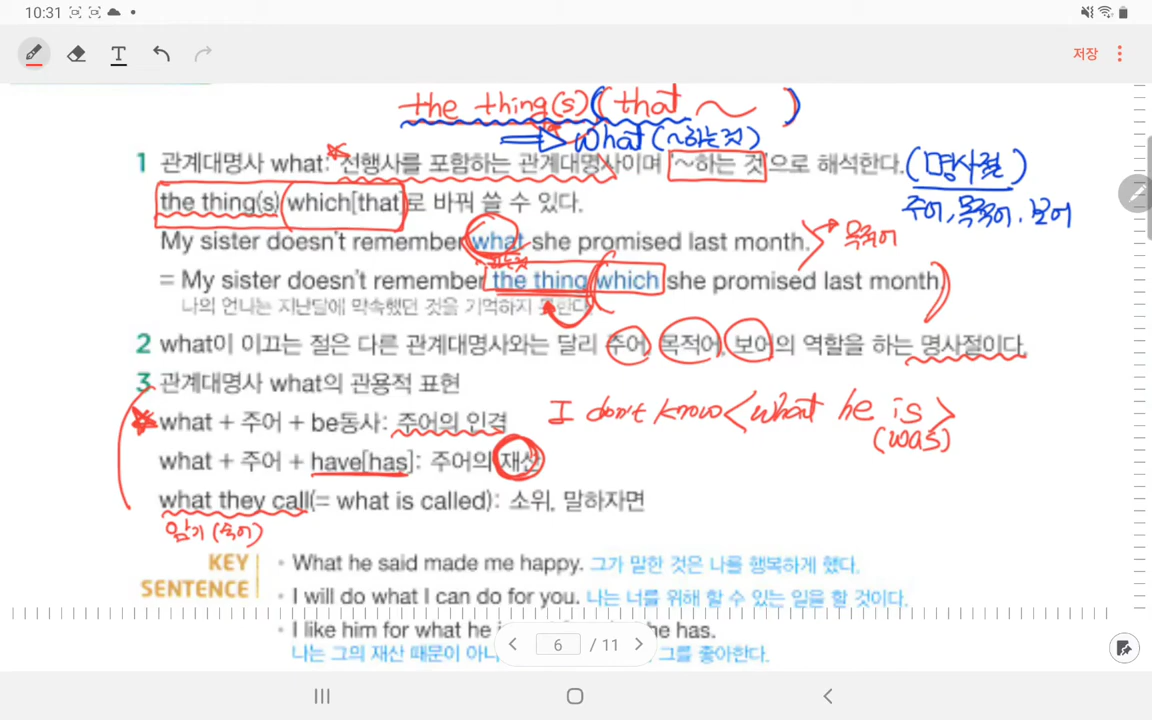 10:31
T
저장
the thing(s) (that ~ )
⇒ what (~하는 것)
1 관계대명사 what: 선행사를 포함하는 관계대명사이며 '~하는 것'으로 해석한다. (명사절)
the thing(s) which[that]로 바꿔 쓸 수 있다. 주어, 목적어, 보어
My sister doesn't remember what she promised last month. 목적어
= My sister doesn't remember the thing which she promised last month.
나의 언니는 지난달에 약속했던 것을 기억하지 못한다.
2 what이 이끄는 절은 다른 관계대명사와는 달리 주어, 목적어, 보어의 역할을 하는 명사절이다.
3 관계대명사 what의 관용적 표현
what + 주어 + be동사: 주어의 인격 I don't know <what he is>
(was)
what + 주어 + have[has]: 주어의 재산
what they call(= what is called): 소위, 말하자면
암기 (숙어)
KEY SENTENCE
• What he said made me happy. 그가 말한 것은 나를 행복하게 했다.
• I will do what I can do for you. 나는 너를 위해 할 수 있는 일을 할 것이다.
• I like him for what he he has.
나는 그의 재산 때문이 아니 그를 좋아한다.
6 / 11